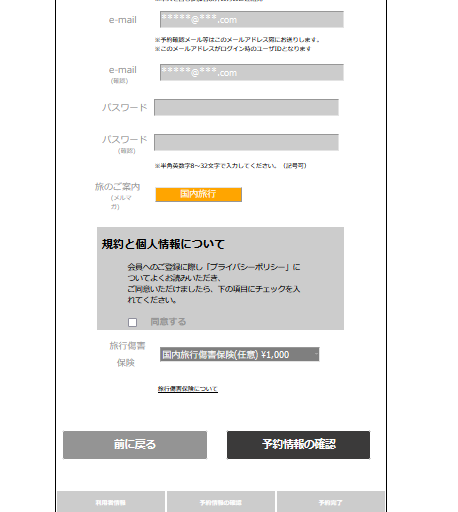 e-mail
*****@***.com
※予約確認メール等はこのメールアドレス宛にお送りします。
※このメールアドレスがログイン時のユーザIDとなります
e-mail
(確認)
*****@***.com
パスワード
パスワード
(確認)
※半角英数字8～32文字で入力してください。（記号可）
旅のご案内
(メルマ
ガ)
国内旅行
規約と個人情報について
会員へのご登録に際し「プライバシーポリシー」に
ついてよくお読みいただき、
ご同意いただけましたら、下の項目にチェックを入
れてください。
同意する
旅行傷害
保険
国内旅行傷害保険(任意) ¥1,000
旅行傷害保険について
前に戻る
予約情報の確認
利用者情報
予約情報の確認
予約完了